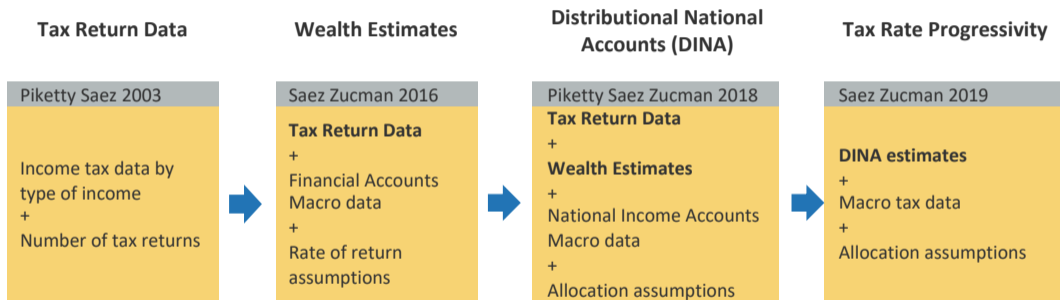 Tax Return Data
Wealth Estimates
Distributional National
Accounts (DINA)
Tax Rate Progressivity
Piketty Saez 2003
Income tax data by
type of income
+
Number of tax returns
Saez Zucman 2016
Tax Return Data
+
Financial Accounts
Macro data
+
Rate of return
assumptions
Piketty Saez Zucman 2018
Tax Return Data
+
Wealth Estimates
+
National Income Accounts
Macro data
+
Allocation assumptions
Saez Zucman 2019
DINA estimates
+
Macro tax data
+
Allocation assumptions